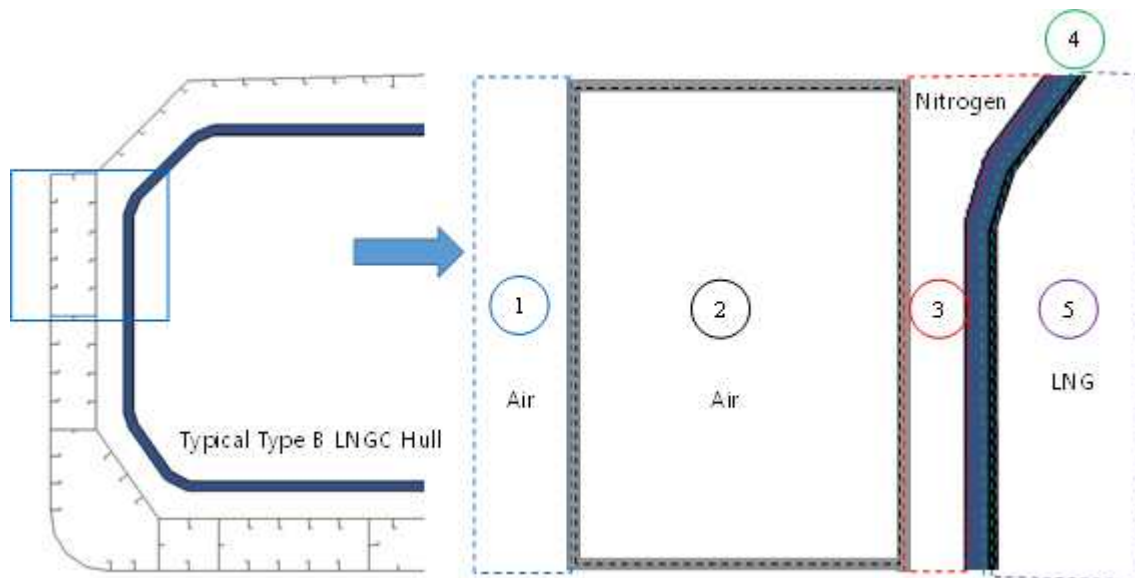 Typical Type B LNGC Hull
1
Air
2
Air
Nitrogen
3
4
5
LNG